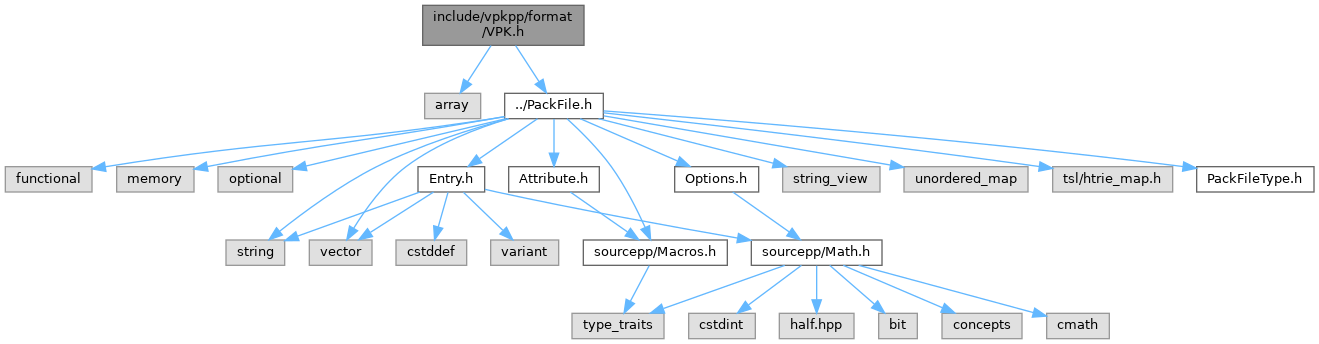 include/vpkpp/format
/VPK.h
array
../PackFile.h
functional
memory
optional
Entry.h
Attribute.h
Options.h
string_view
unordered_map
tsl/htrie_map.h
PackFileType.h
string
vector
cstddef
variant
sourcepp/Macros.h
sourcepp/Math.h
type_traits
cstdint
half.hpp
bit
concepts
cmath